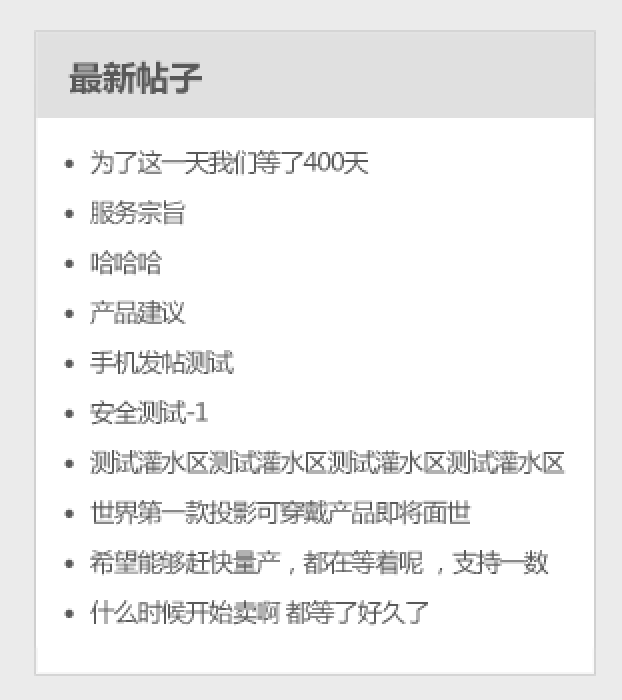 最新帖子
为了这一天我们等了400天
服务宗旨
哈哈哈
产品建议
手机发帖测试
安全测试-1
测试灌水区测试灌水区测试灌水区测试灌水区
世界第一款投影可穿戴产品即将面世
希望能够赶快量产，都在等着呢 ，支持一数
什么时候开始卖啊 都等了好久了